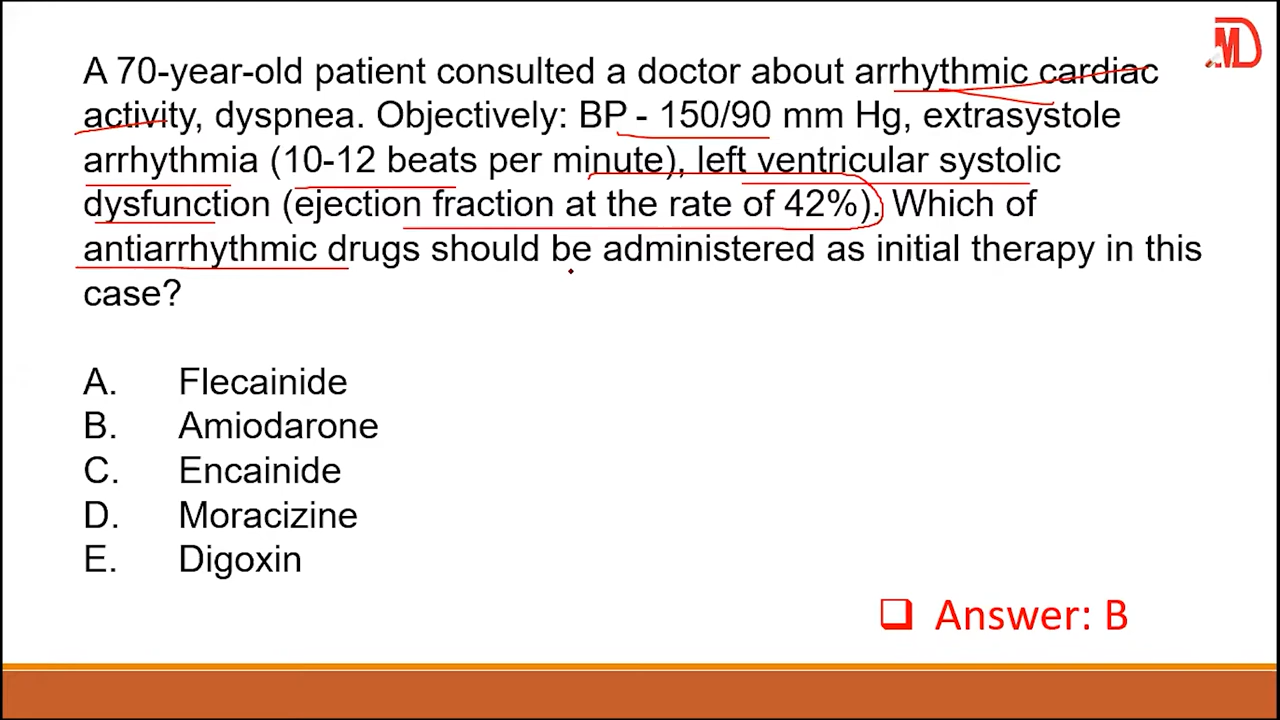 A 70-year-old patient consulted a doctor about arrhythmic cardiac
activity, dyspnea. Objectively: BP - 150/90 mm Hg, extrasystole
arrhythmia (10-12 beats per minute), left ventricular systolic
dysfunction (ejection fraction at the rate of 42%). Which of
antiarrhythmic drugs should be administered as initial therapy in this
case?
A. Flecainide
B. Amiodarone
C. Encainide
D. Moracizine
E. Digoxin
❑ Answer: B